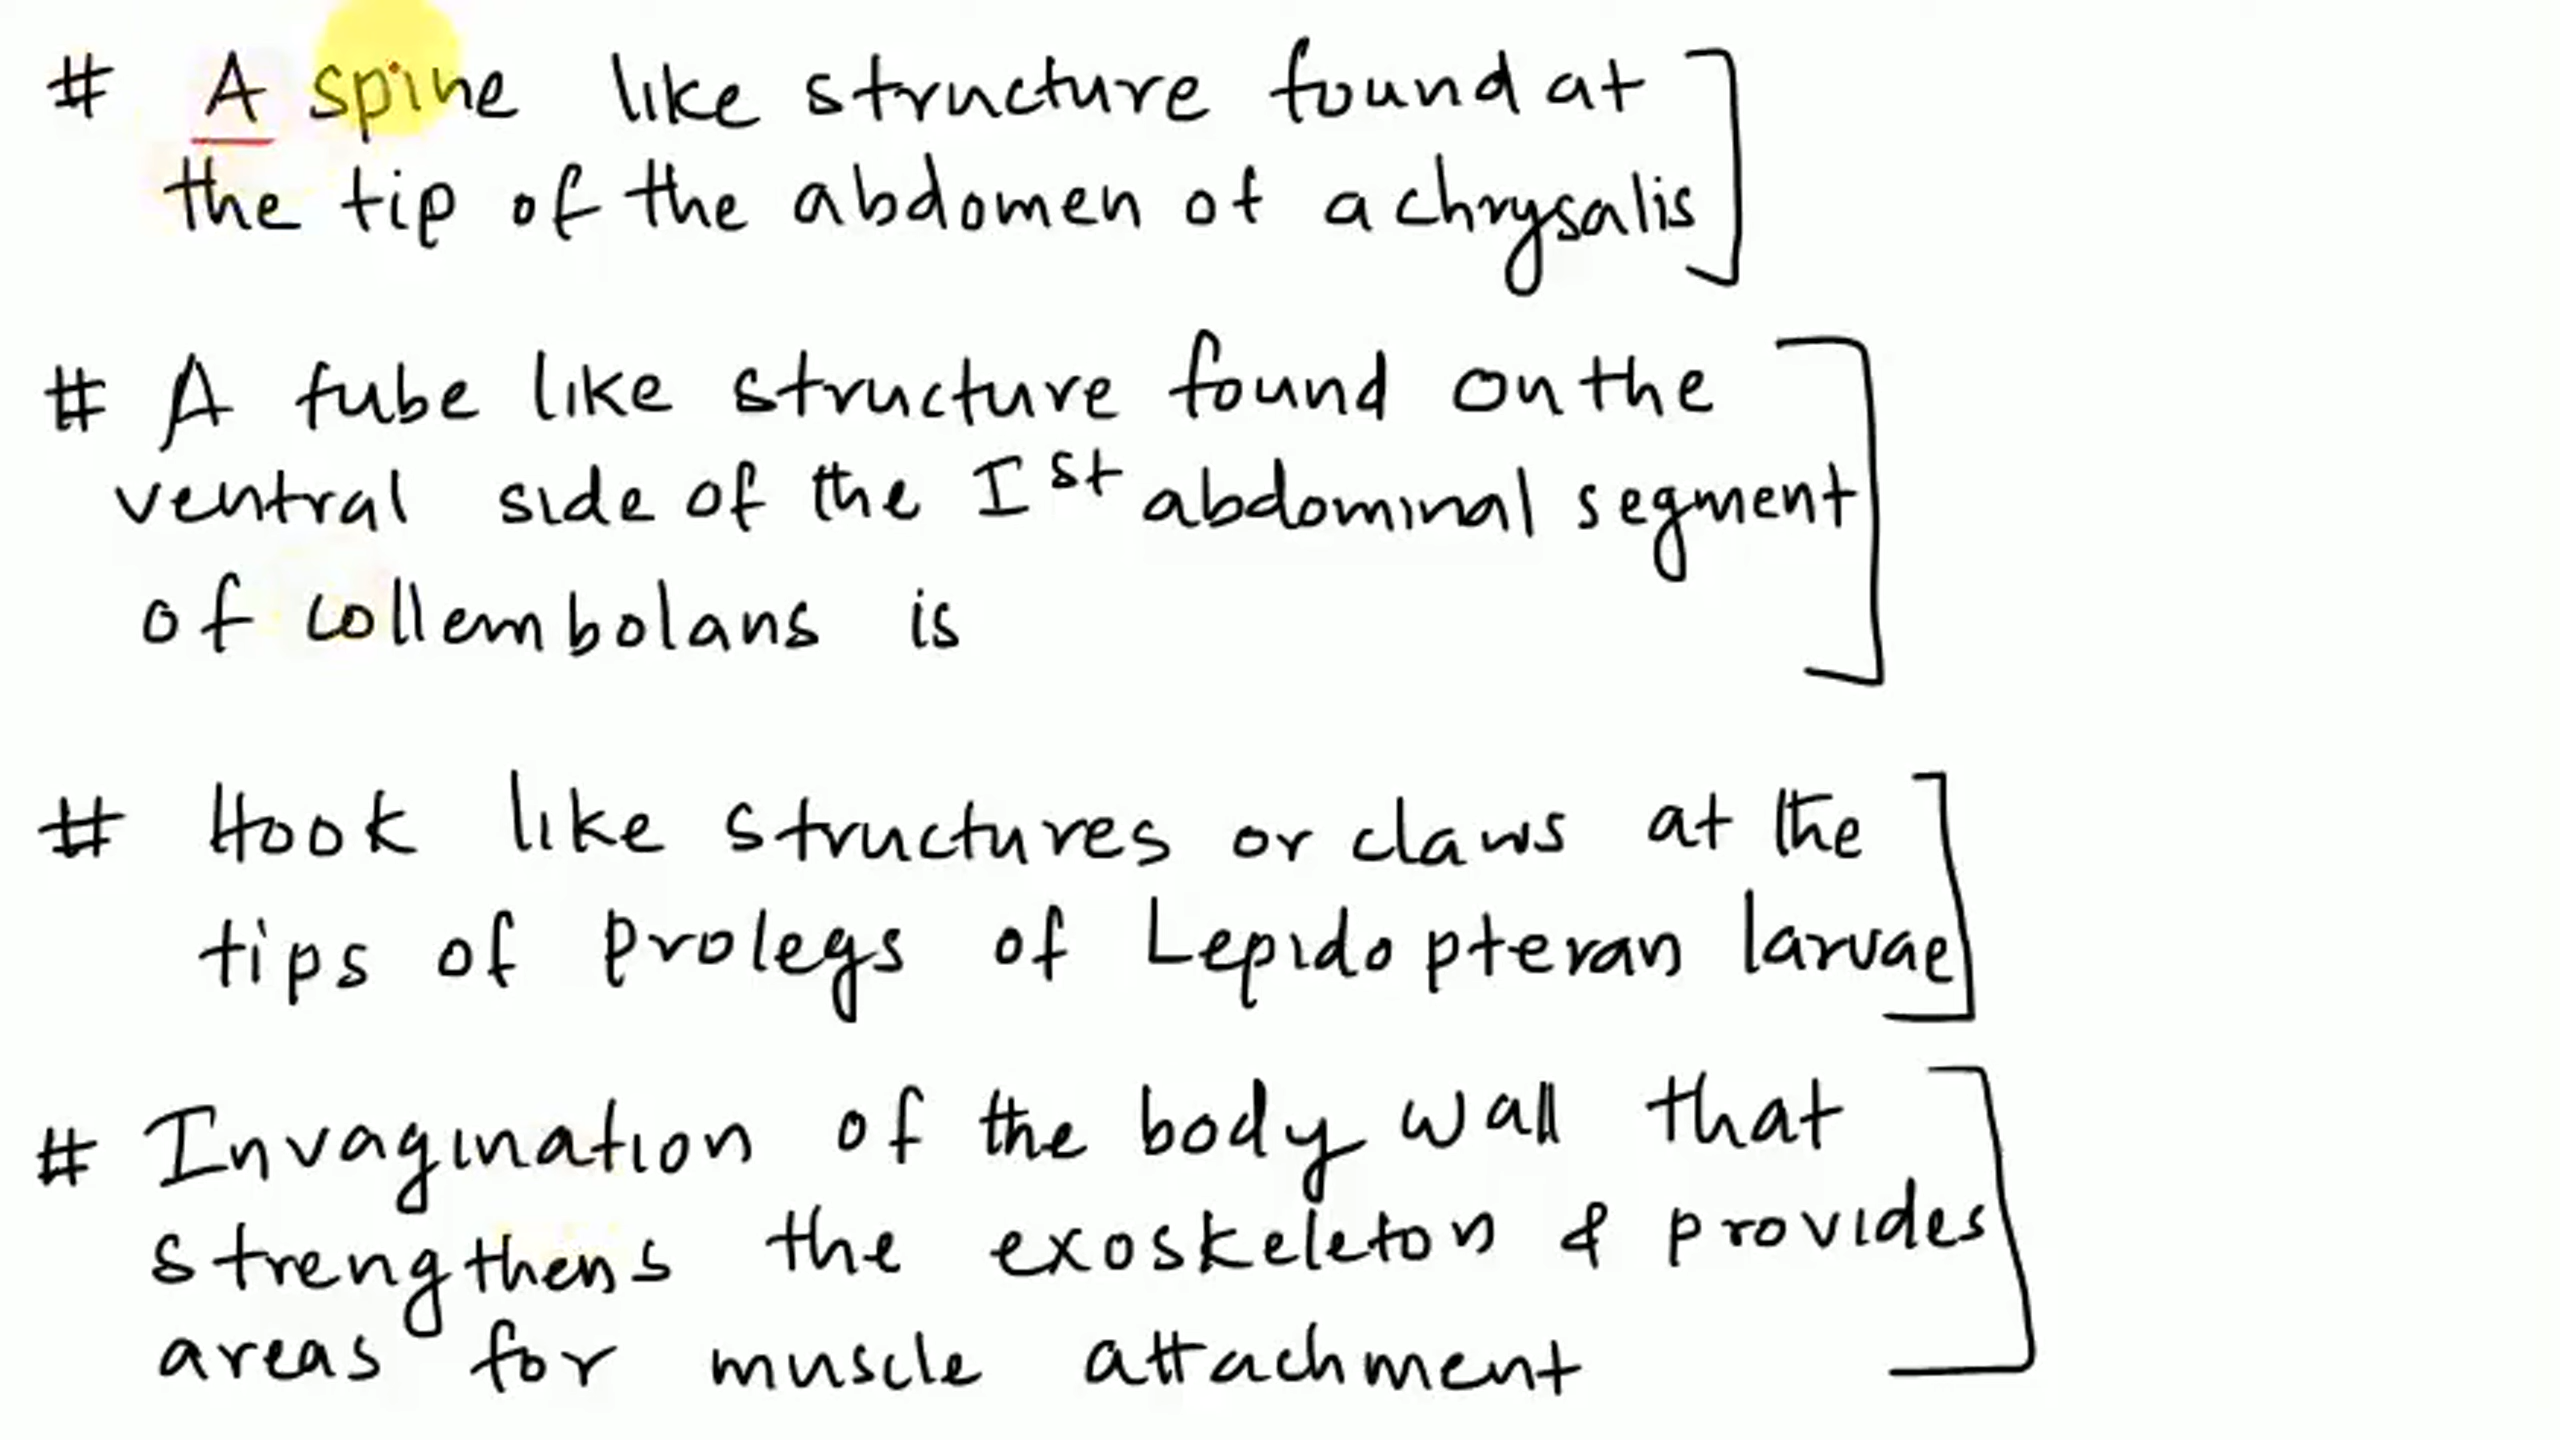 # A spine like structure found at
the tip of the abdomen of a chrysalis
# A tube like structure found on the
ventral side of the Ist abdominal segment
of collembolans is
# Hook like structures or claws at the
tips of prolegs of Lepidopteran larvae
# Invagination of the body wall that
strengthens the exoskeleton & provides
areas for muscle attachment